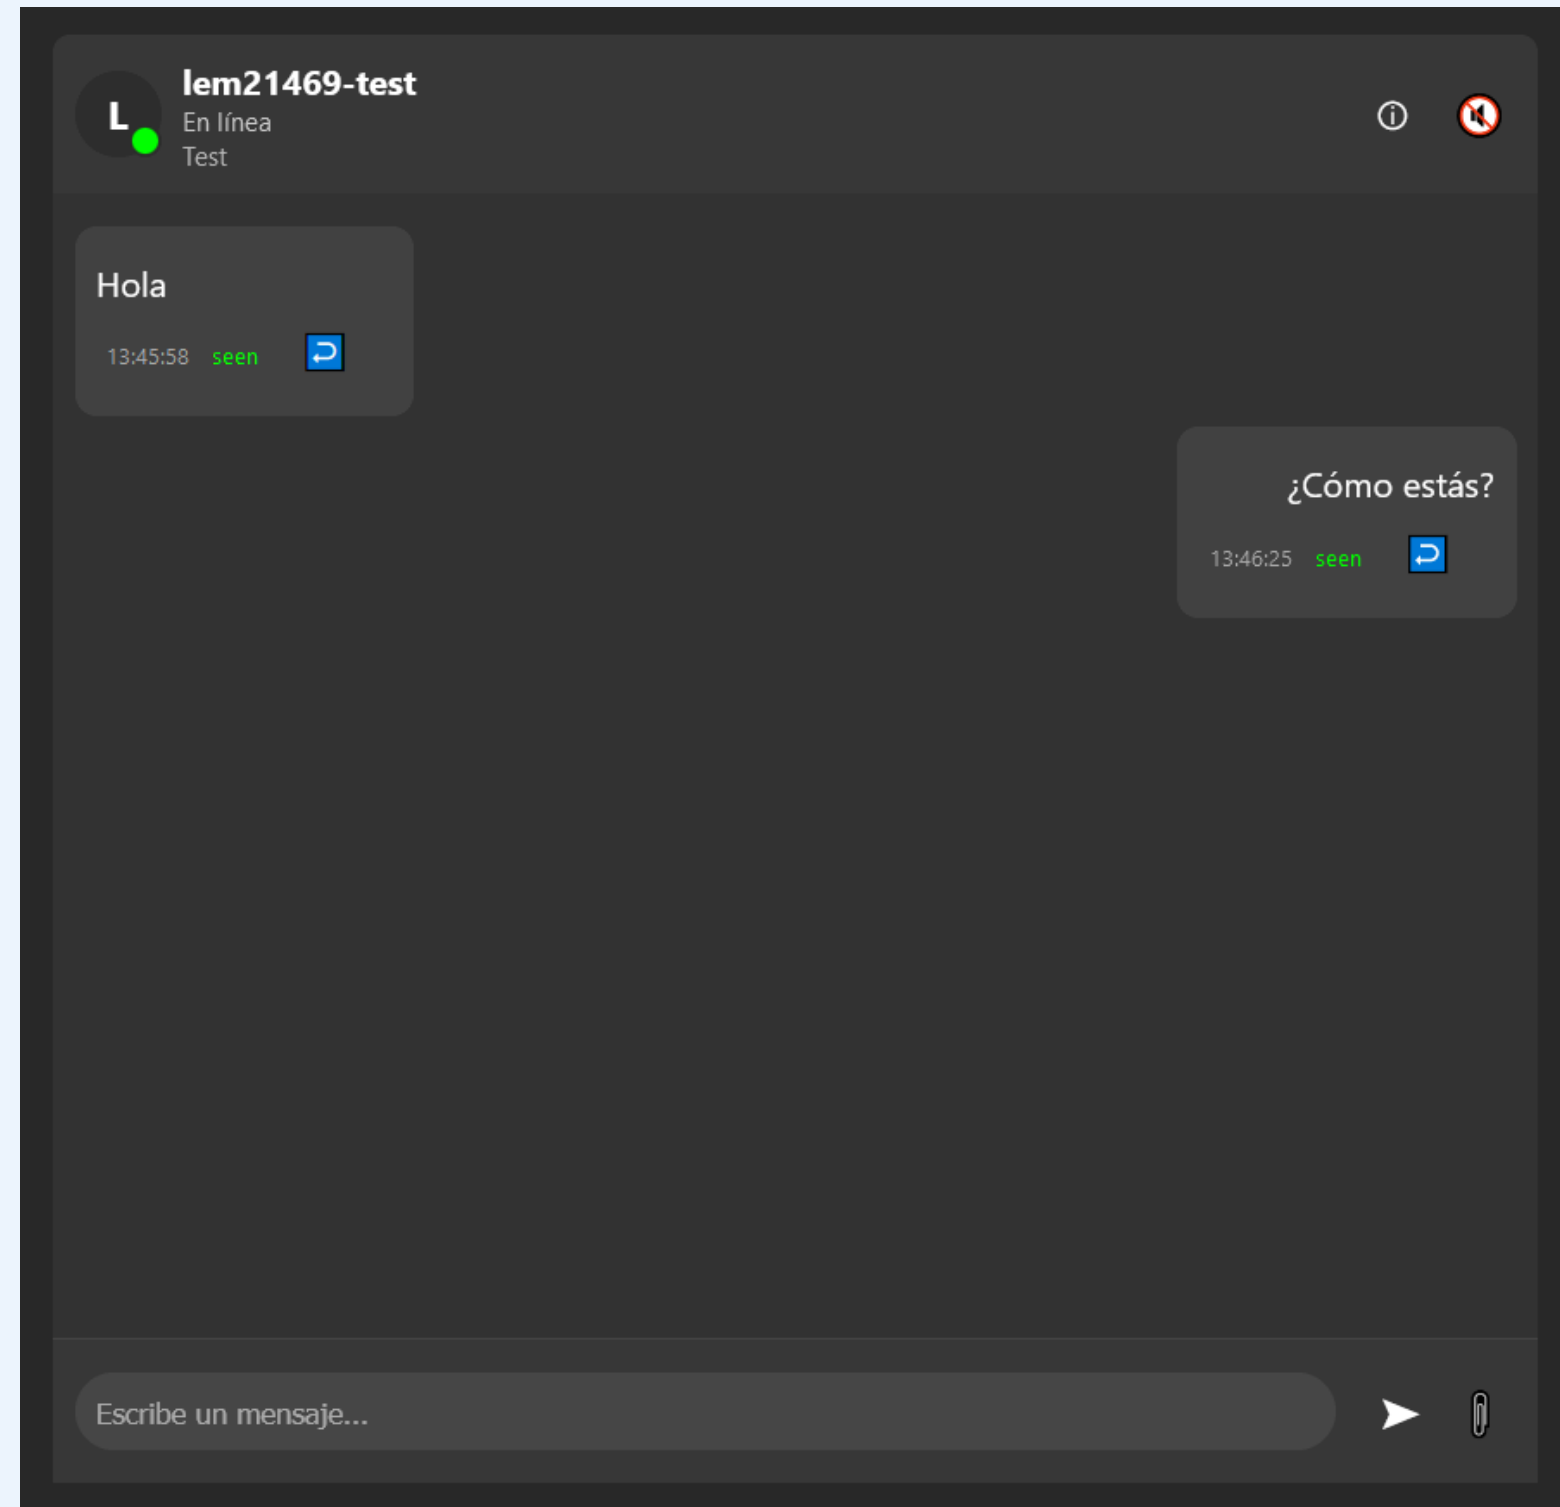 L
lem21469-test
En línea
Test
Hola
13:45:58 seen
¿Cómo estás?
13:46:25 seen
Escribe un mensaje...